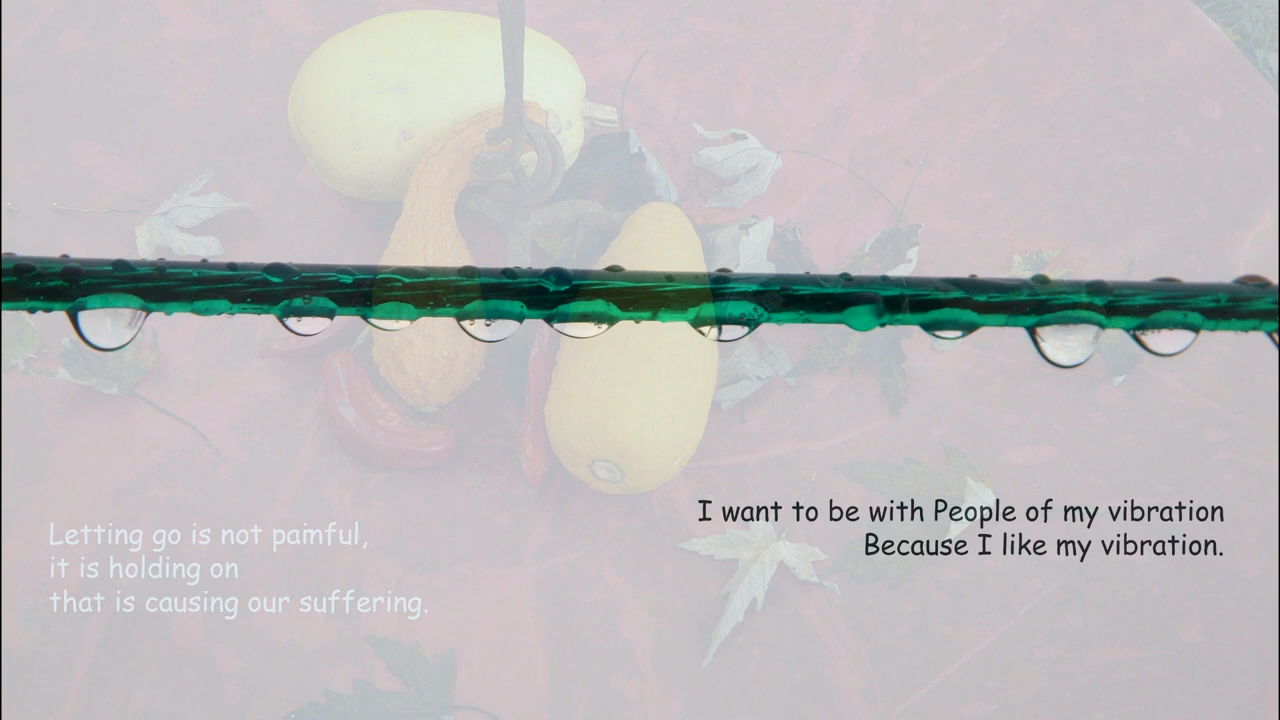 Letting go is not paimful,
it is holding on
that is causing our suffering.
I want to be with People of my vibration
Because I like my vibration.